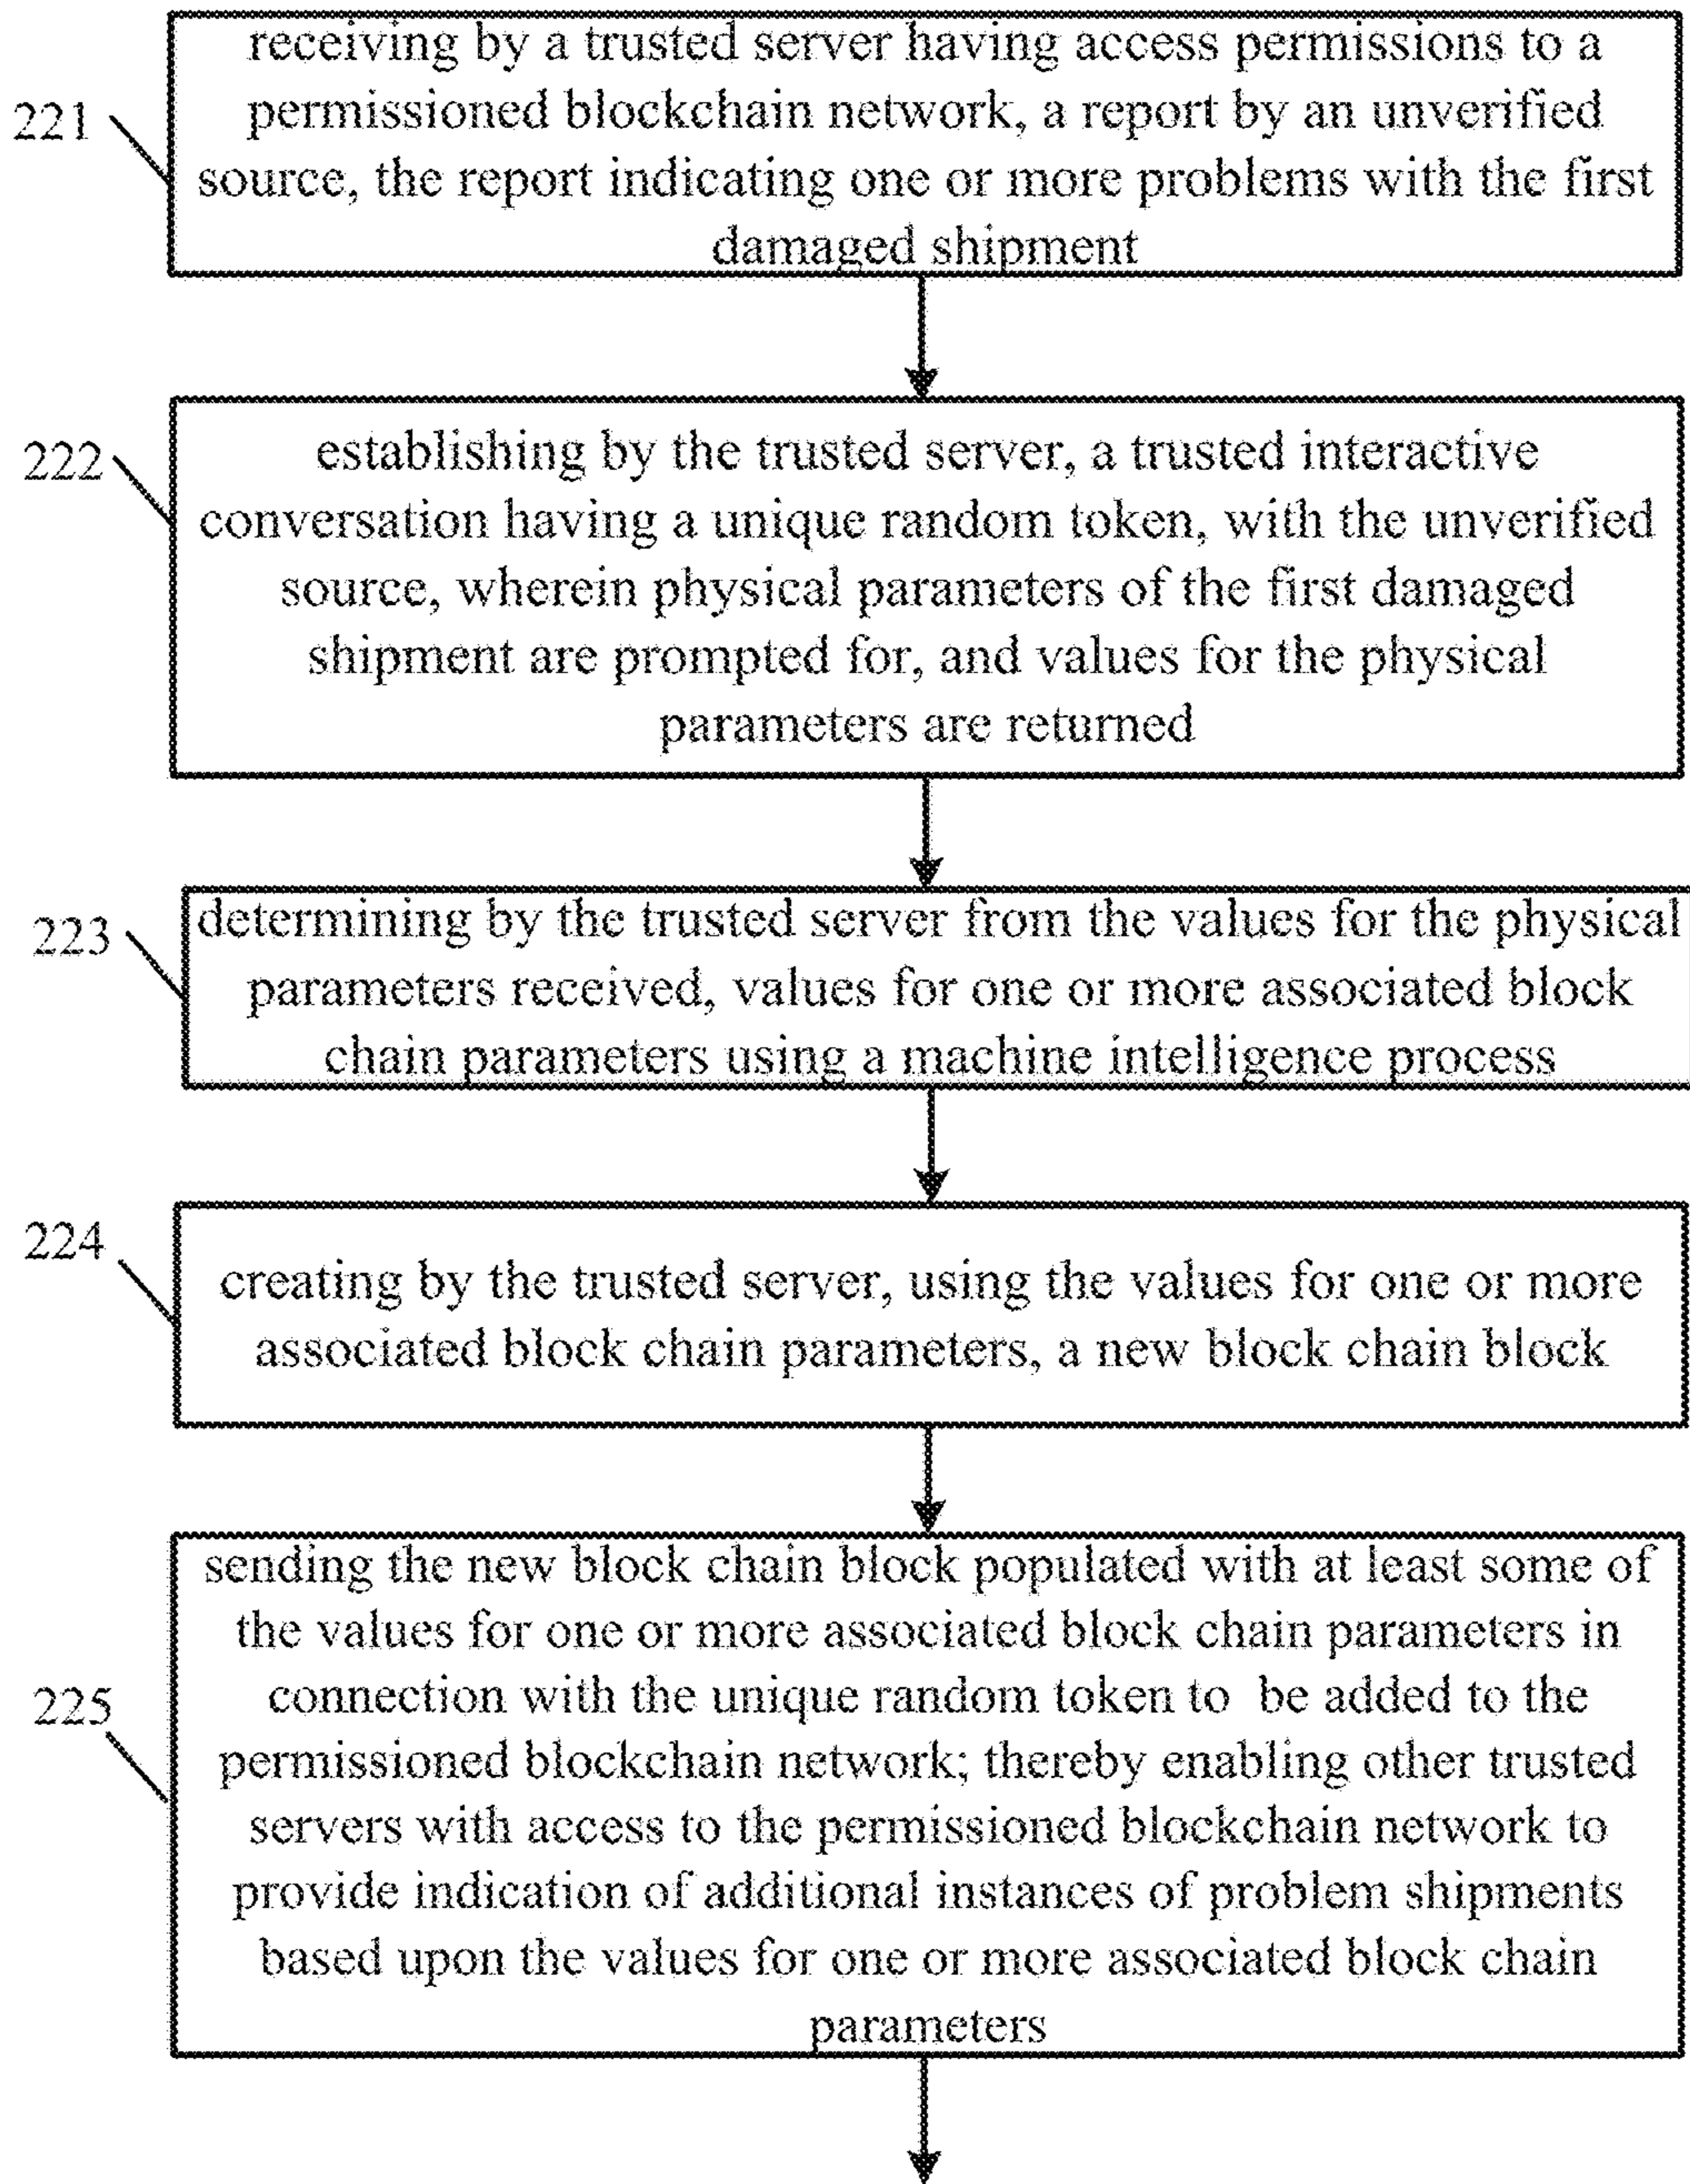 receiving by a trusted server having access permissions to a
221
permissioned blockchain network, a report by an unverified
source, the report indicating one or more problems with the first
damaged shipment
222
establishing by the trusted server, a trusted interactive
conversation having a unique random token, with the unverified
source, wherein physical parameters of the first damaged
shipment are prompted for, and values for the physical
parameters are returned
223
determining by the trusted server from the values for the physical
parameters received, values for one or more associated block
chain parameters using a machine intelligence process
224
creating by the trusted server, using the values for one or more
associated block chain parameters, a new block chain block
225
sending the new block chain block populated with at least some of
the values for one or more associated block chain parameters in
connection with the unique random token to be added to the
permissioned blockchain network; thereby enabling other trusted
servers with access to the permissioned blockchain network to
provide indication of additional instances of problem shipments
based upon the values for one or more associated block chain
parameters